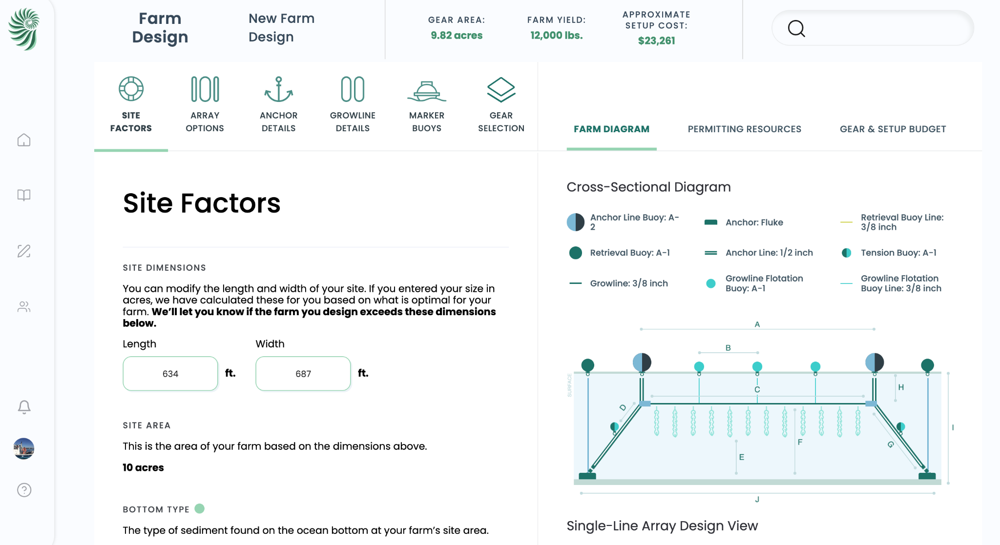 Farm
Design
New Farm
Design
GEAR AREA:
9.82 acres
FARM YIELD:
12,000 lbs.
APPROXIMATE
SETUP COST:
$23,261
SITE
FACTORS
ARRAY
OPTIONS
ANCHOR
DETAILS
GROWLINE
DETAILS
MARKER
BUOYS
GEAR
SELECTION
FARM DIAGRAM
PERMITTING RESOURCES
GEAR & SETUP BUDGET
Site Factors
SITE DIMENSIONS
You can modify the length and width of your site. If you entered your size in
acres, we have calculated these for you based on what is optimal for your
farm. We’ll let you know if the farm you design exceeds these dimensions
below.
Length
Width
634
ft.
687
ft.
SITE AREA
This is the area of your farm based on the dimensions above.
10 acres
BOTTOM TYPE
The type of sediment found on the ocean bottom at your farm’s site area.
Cross-Sectional Diagram
Anchor Line Buoy: A-
2
Anchor: Fluke
Retrieval Buoy Line:
3/8 inch
Retrieval Buoy: A-1
Anchor Line: 1/2 inch
Tension Buoy: A-1
Growline: 3/8 inch
Growline Flotation
Buoy: A-1
Growline Flotation
Buoy Line: 3/8 inch
A
B
SURFACE
C
H
D
I
F
G
E
J
Single-Line Array Design View